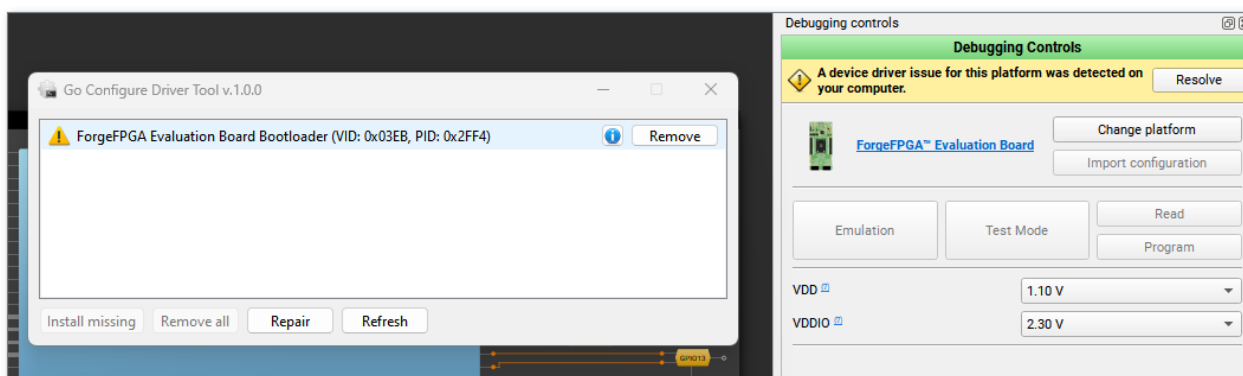 Debugging controls
Debugging Controls
A device driver issue for this platform was detected on
your computer.
Resolve
Go Configure Driver Tool v.1.0.0
ForgeFPGA Evaluation Board Bootloader (VID: 0x03EB, PID: 0x2FF4)
Remove
Install missing
Remove all
Repair
Refresh
ForgeFPGA™ Evaluation Board
Change platform
Import configuration
Emulation
Test Mode
Read
Program
VDD
1.10 V
VDDIO
2.30 V
GPIO13